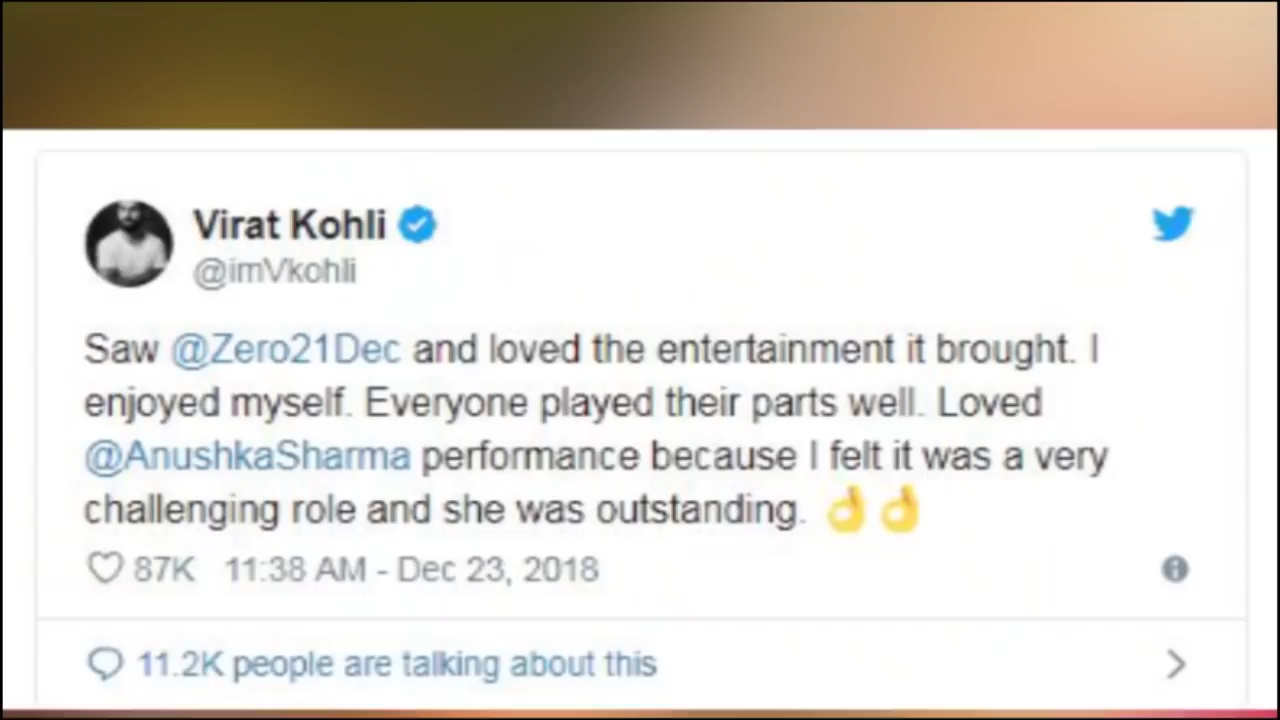 Virat Kohli
@imVkohli
Saw @Zero21Dec and loved the entertainment it brought. I
enjoyed myself. Everyone played their parts well. Loved
@AnushkaSharma performance because I felt it was a very
challenging role and she was outstanding. 👌👌
87K 11:38 AM - Dec 23, 2018
11.2K people are talking about this